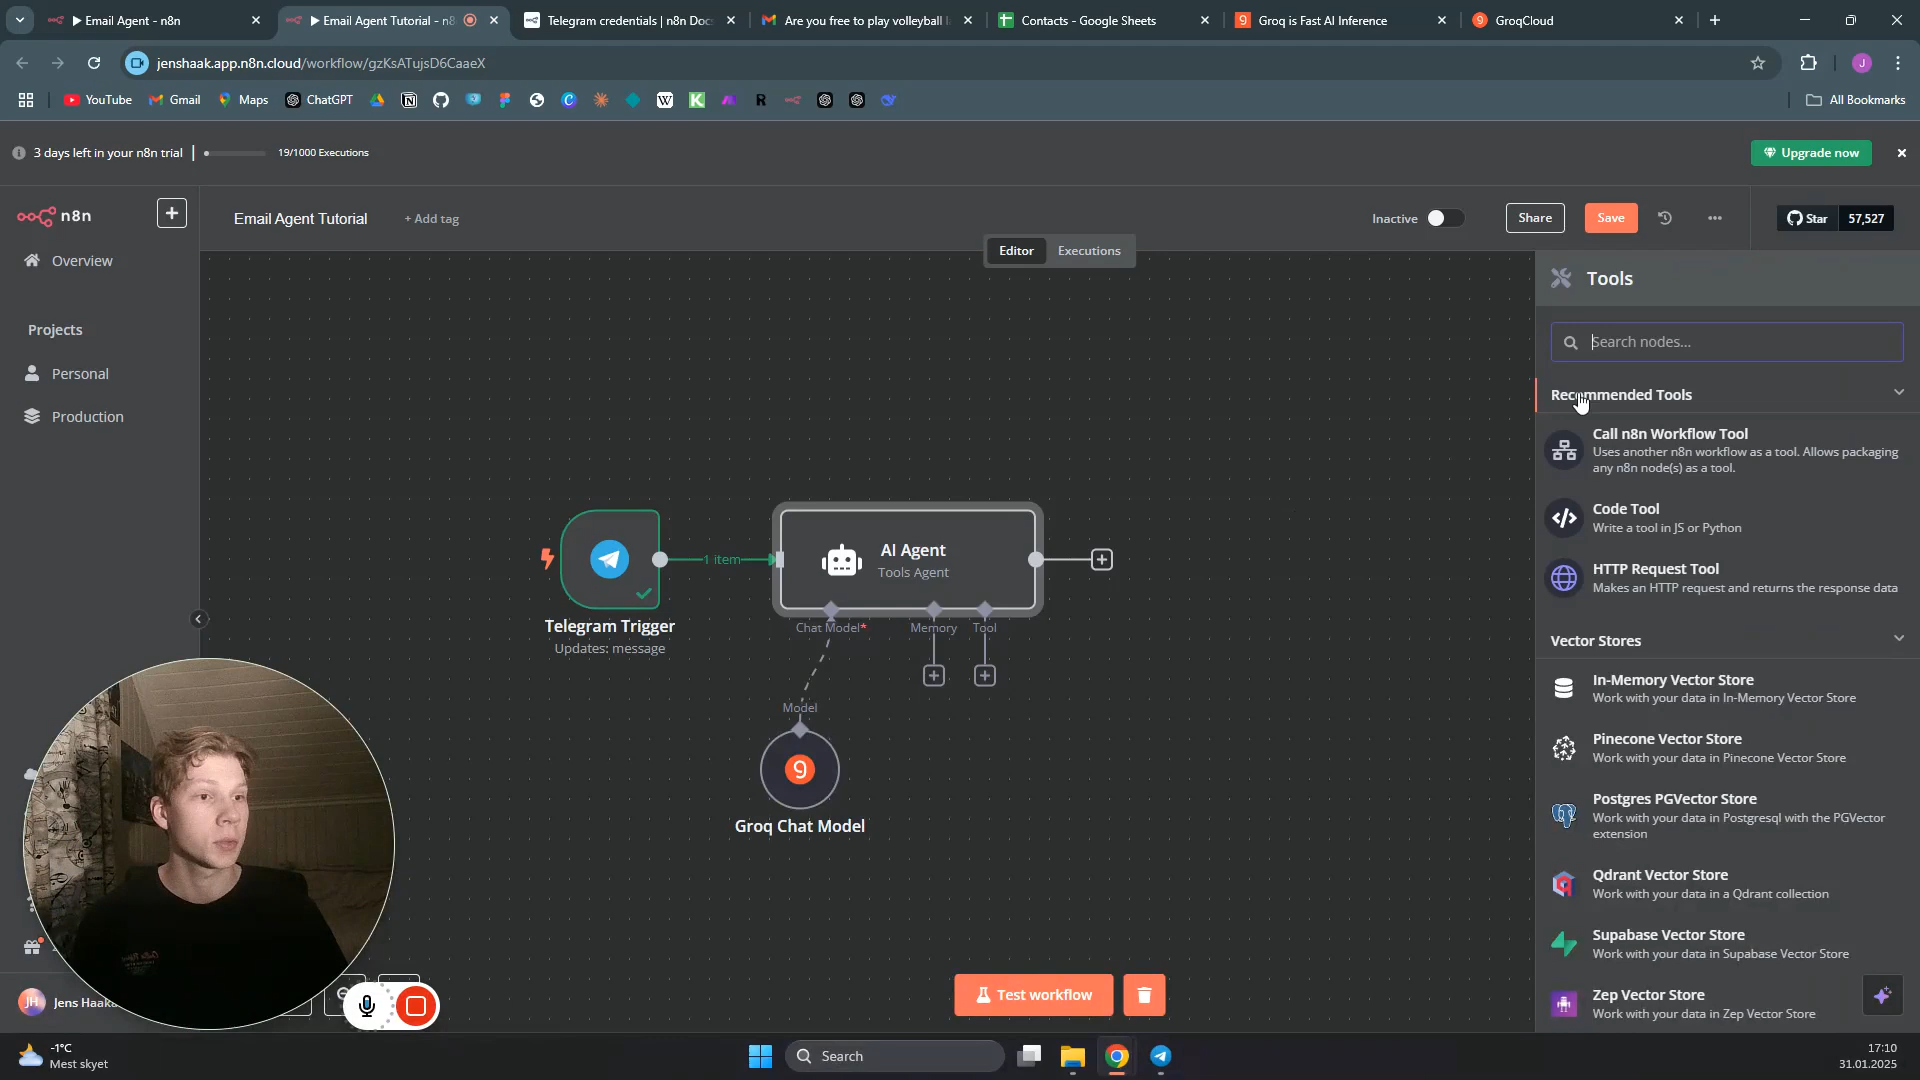 Email Agent - n8n
Email Agent Tutorial - n8
Telegram credentials | n8n Doc
Are you free to play volleyball
Contacts - Google Sheets
Groq is Fast AI Inference
GroqCloud
jenshaak.app.n8n.cloud/workflow/gzKsATujsD6CaaeX
J
YouTube
Gmail
Maps
ChatGPT
All Bookmarks
3 days left in your n8n trial
19/1000 Executions
Upgrade now
n8n
Email Agent Tutorial
+ Add tag
Inactive
Share
Save
Star
57,527
Editor
Executions
Overview
Projects
Personal
Production
Tools
Search nodes...
Recommended Tools
Call n8n Workflow Tool
Uses another n8n workflow as a tool. Allows packaging
any n8n node(s) as a tool.
Code Tool
Write a tool in JS or Python
HTTP Request Tool
Makes an HTTP request and returns the response data
Vector Stores
In-Memory Vector Store
Work with your data in In-Memory Vector Store
Pinecone Vector Store
Work with your data in Pinecone Vector Store
Postgres PGVector Store
Work with your data in Postgresql with the PGVector
extension
Qdrant Vector Store
Work with your data in a Qdrant collection
Supabase Vector Store
Work with your data in Supabase Vector Store
Zep Vector Store
Work with your data in Zep Vector Store
1 item
AI Agent
Tools Agent
Telegram Trigger
Updates: message
Chat Model*
Memory
Tool
Model
Groq Chat Model
JH
Jens Haaka
Test workflow
-1°C
Mest skyet
Search
17:10
31.01.2025